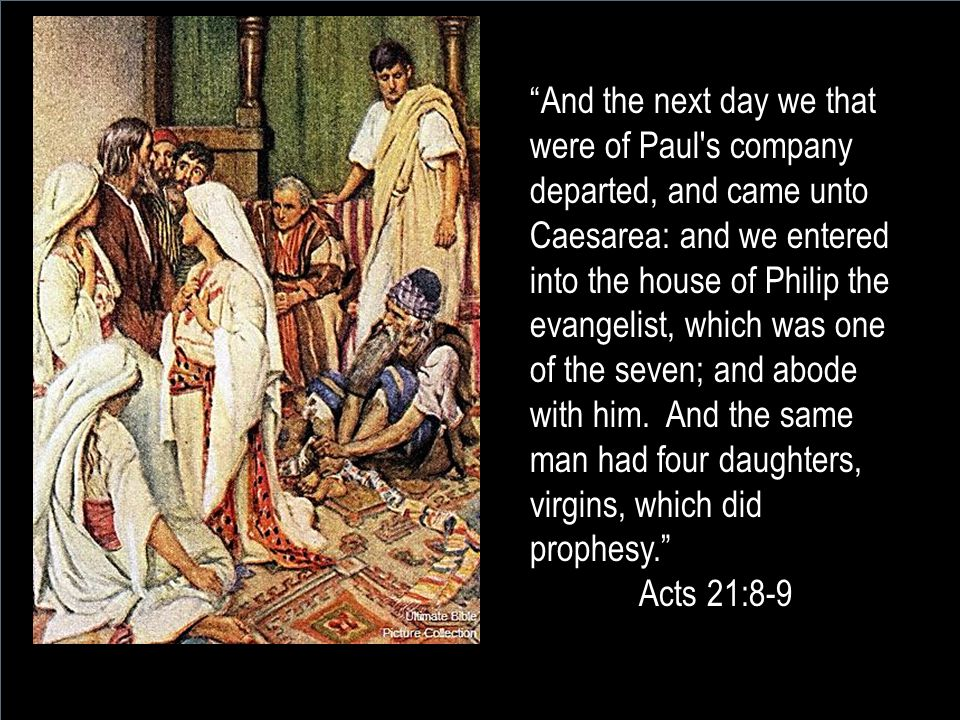 “And the next day we that
were of Paul's company
departed, and came unto
Caesarea: and we entered
into the house of Philip the
evangelist, which was one
of the seven; and abode
with him.  And the same
man had four daughters,
virgins, which did
prophesy.”
Acts 21:8-9
Ultimate Bible
Picture Collection